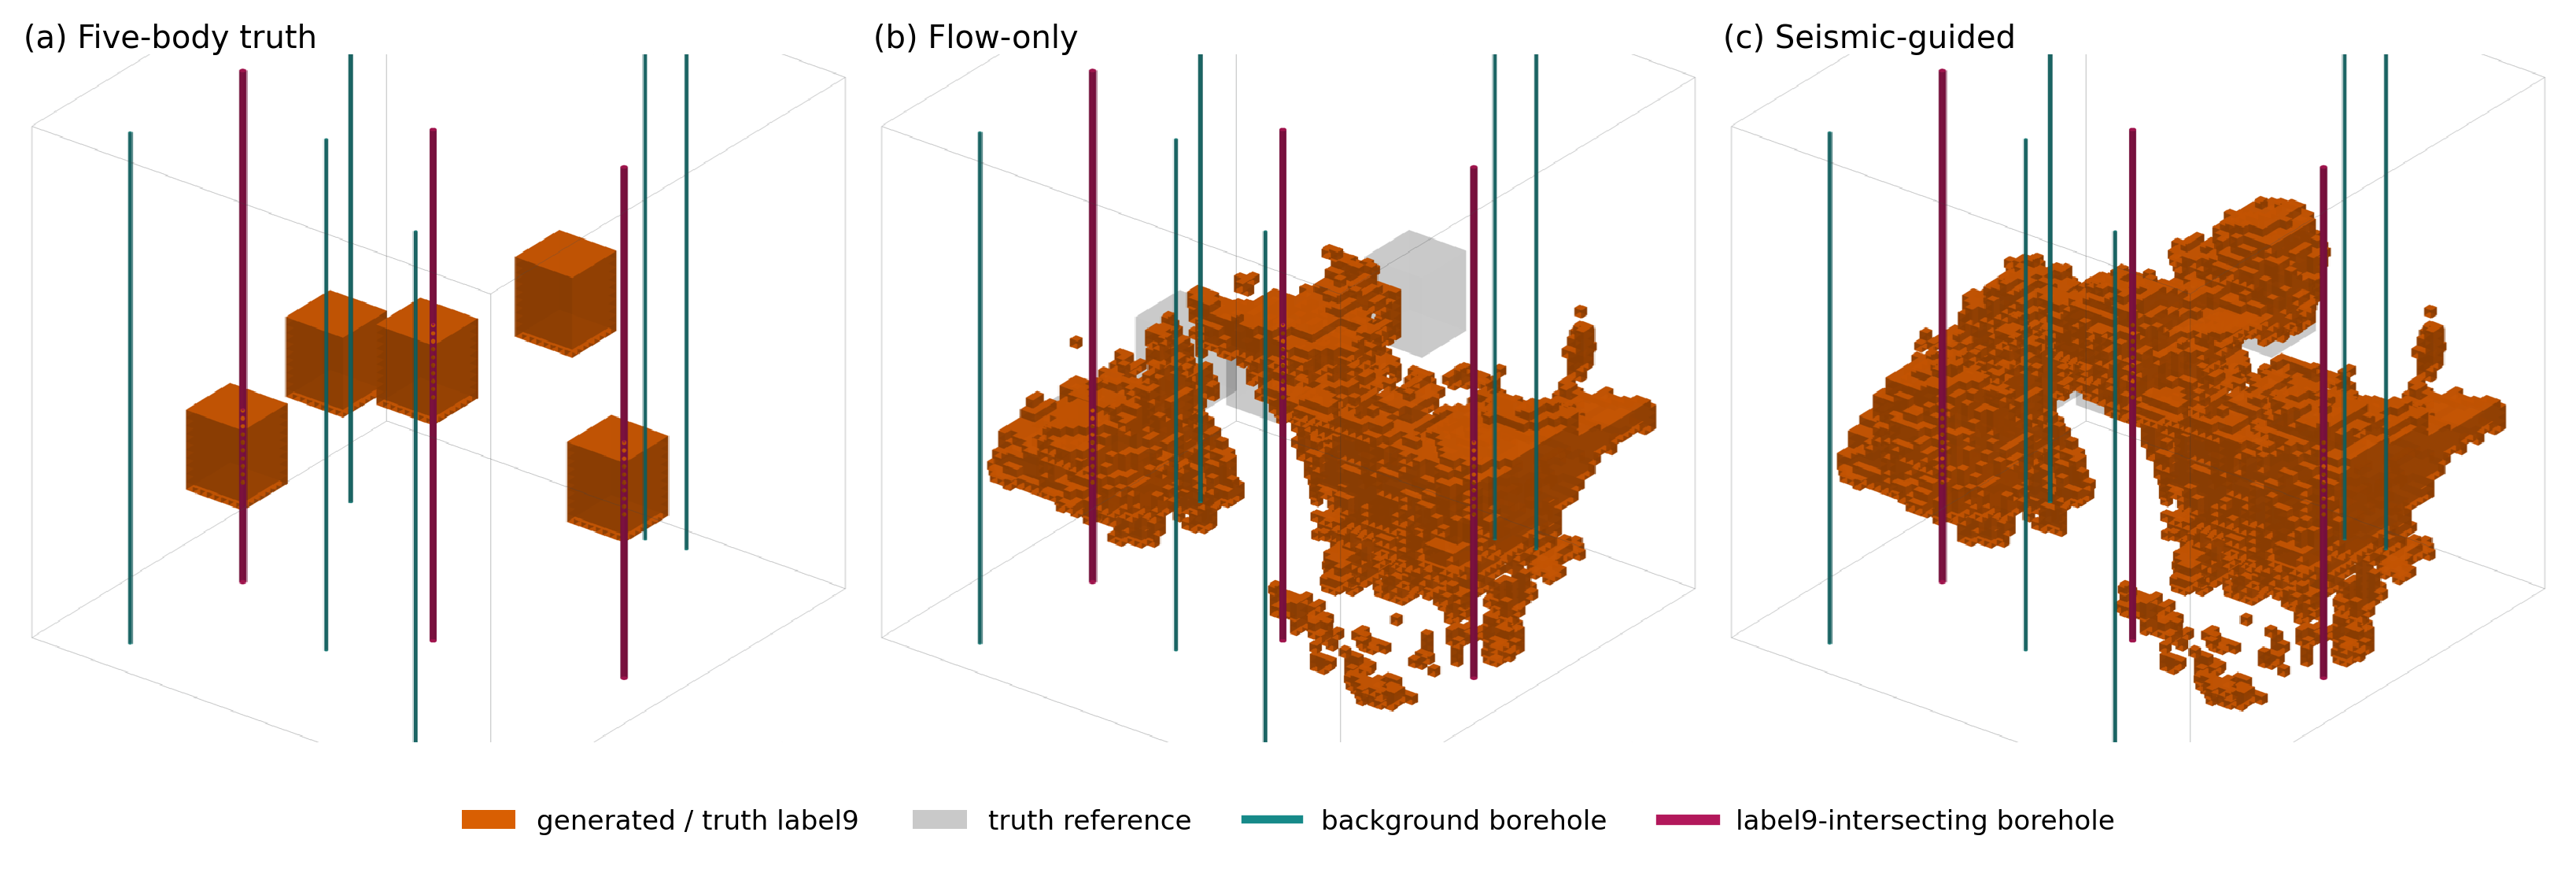 (a) Five-body truth
(b) Flow-only
(c) Seismic-guided
generated / truth label9
truth reference
background borehole
label9-intersecting borehole